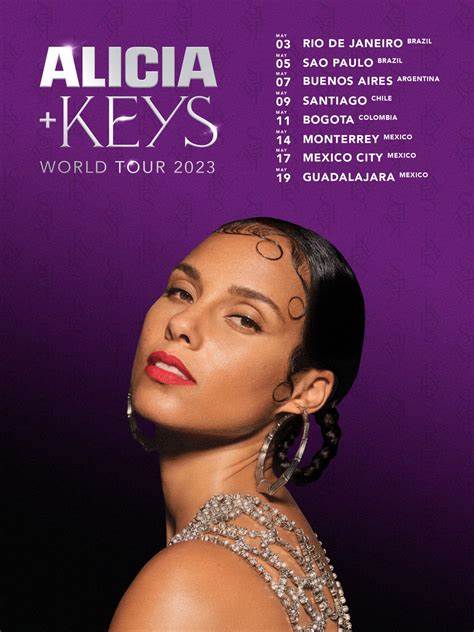 ALICIA
+KEYS
WORLD TOUR 2023
MAY
03 RIO DE JANEIRO BRAZIL
MAY
05 SAO PAULO BRAZIL
MAY
07 BUENOS AIRES ARGENTINA
MAY
09 SANTIAGO CHILE
MAY
11 BOGOTA COLOMBIA
MAY
14 MONTERREY MEXICO
MAY
17 MEXICO CITY MEXICO
MAY
19 GUADALAJARA MEXICO